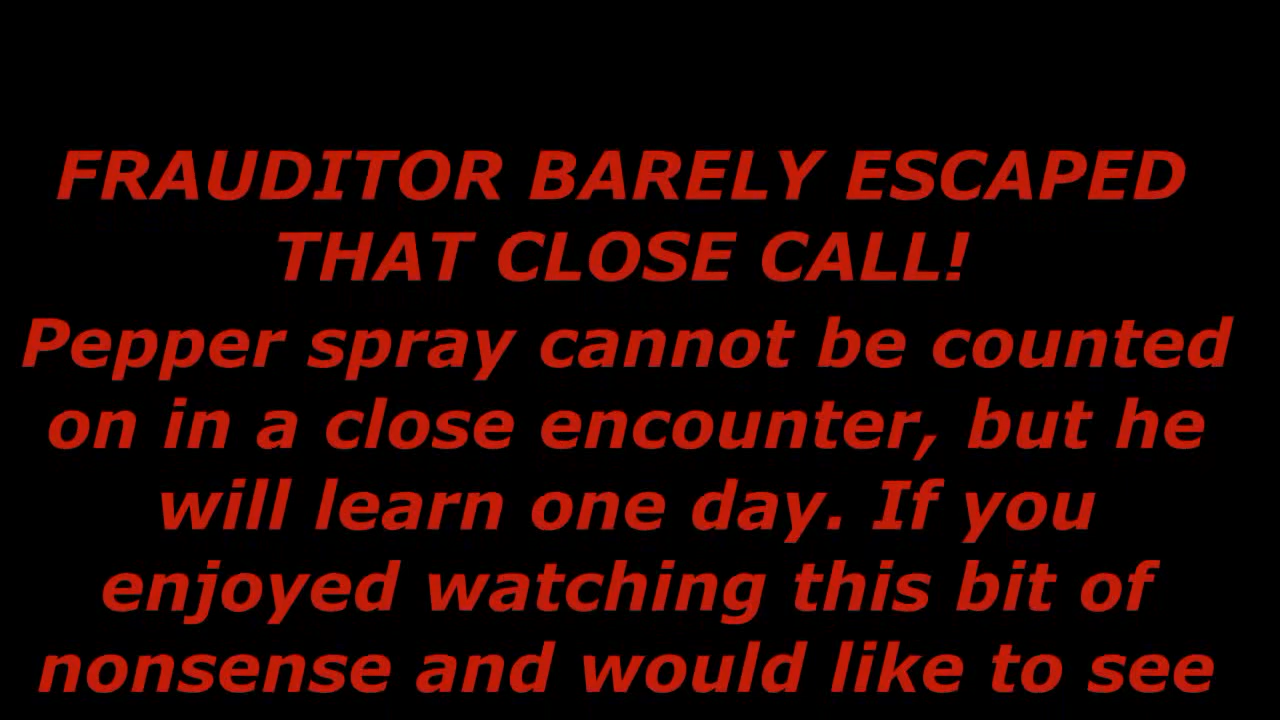 FRAUDITOR BARELY ESCAPED
THAT CLOSE CALL!
Pepper spray cannot be counted
on in a close encounter, but he
will learn one day. If you
enjoyed watching this bit of
nonsense and would like to see